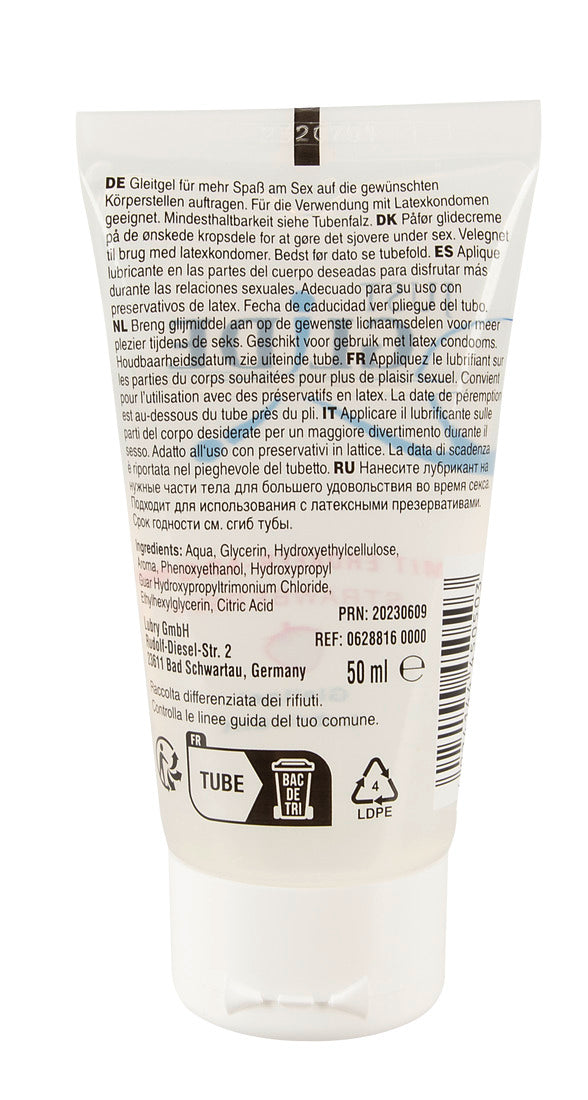 DE Gleitgel für mehr Spaß am Sex auf die gewünschten
Körperstellen auftragen. Für die Verwendung mit Latexkondomen
geeignet. Mindesthaltbarkeit siehe Tubenfalz. DK Påfør glidecreme
på de ønskede kropsdele for at gøre det sjovere under sex. Velegnet
til brug med latexkondomer. Bedst før dato se tubefold. ES Aplique
lubricante en las partes del cuerpo deseadas para disfrutar más
durante las relaciones sexuales. Adecuado para su uso con
preservativos de latex. Fecha de caducidad ver pliegue del tubo.
NL Breng glijmiddel aan op de gewenste lichaamsdelen voor meer
plezier tijdens de seks. Geschikt voor gebruik met latex condooms.
Houdbaarheidsdatum zie uiteinde tube. FR Appliquez le lubrifiant sur
les parties du corps souhaitées pour plus de plaisir sexuel. Convient
pour l'utilisation avec des préservatifs en latex. La date de péremption
est au-dessous du tube près du pli. IT Applicare il lubrificante sulle
parti del corpo desiderate per un maggiore divertimento durante il
sesso. Adatto all'uso con preservativi in lattice. La data di scadenza
è riportata nel pieghevole del tubetto. RU Нанесите лубрикант на
нужные части тела для большего удовольствия во время секса.
Подходит для использования с латексными презервативами.
Срок годности см. сгиб тубы.
Ingredients: Aqua, Glycerin, Hydroxyethylcellulose,
Aroma, Phenoxyethanol, Hydroxypropyl
Guar Hydroxypropyltrimonium Chloride,
Ethylhexylglycerin, Citric Acid
PRN: 20230609
Lubry GmbH
REF: 0628816 0000
Rudolf-Diesel-Str. 2
23611 Bad Schwartau, Germany
50 ml ℮
Raccolta differenziata dei rifiuti.
Controlla le linee guida del tuo comune.
FR
TUBE
BAC
DE
TRI
4
LDPE